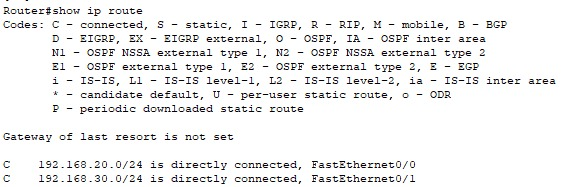 Router#show ip route
Codes: C - connected, S - static, I - IGRP, R - RIP, M - mobile, B - BGP
       D - EIGRP, EX - EIGRP external, O - OSPF, IA - OSPF inter area
       N1 - OSPF NSSA external type 1, N2 - OSPF NSSA external type 2
       E1 - OSPF external type 1, E2 - OSPF external type 2, E - EGP
       i - IS-IS, L1 - IS-IS level-1, L2 - IS-IS level-2, ia - IS-IS inter area
       * - candidate default, U - per-user static route, o - ODR
       P - periodic downloaded static route

Gateway of last resort is not set

C    192.168.20.0/24 is directly connected, FastEthernet0/0
C    192.168.30.0/24 is directly connected, FastEthernet0/1